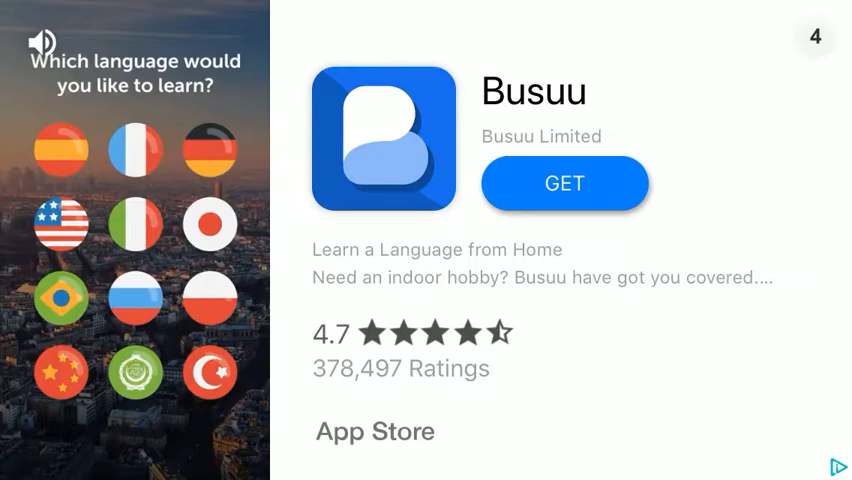 Which language would
you like to learn?
4
Busuu
Busuu Limited
GET
Learn a Language from Home
Need an indoor hobby? Busuu have got you covered....
4.7
378,497 Ratings
App Store